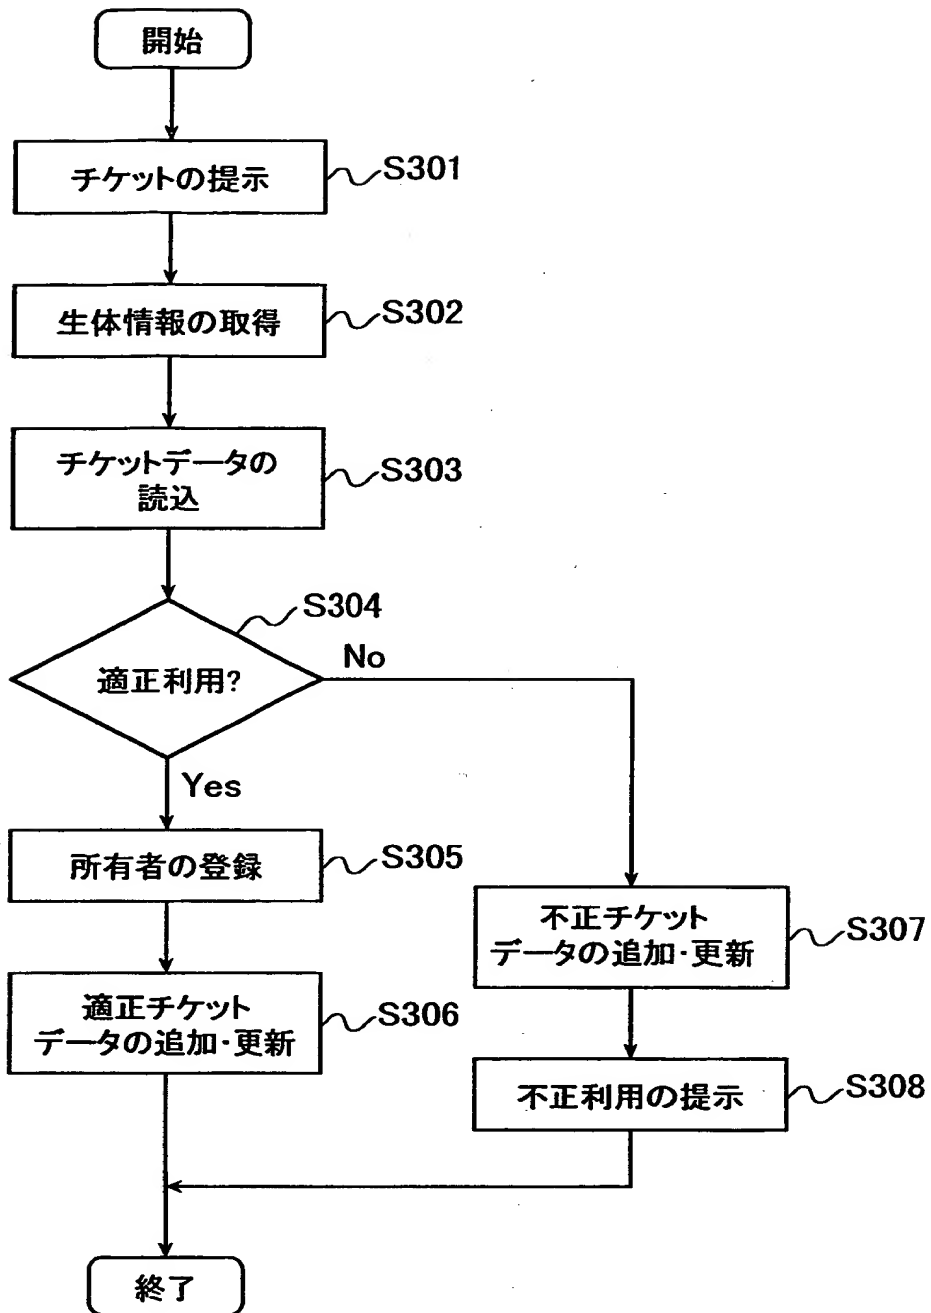 開始
チケットの提示
S301
生体情報の取得
S302
チケットデータの
読込
S303
S304
適正利用?
No
Yes
所有者の登録
S305
適正チケット
データの追加・更新
S306
不正チケット
データの追加・更新
S307
不正利用の提示
S308
終了